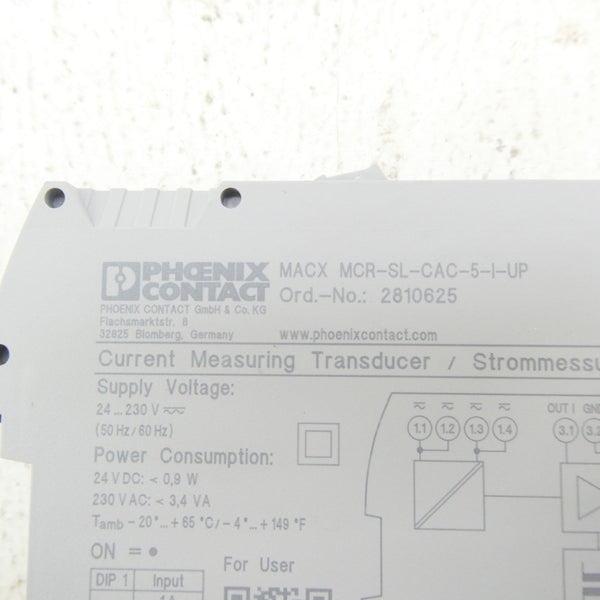 PHŒNIX
CONTACT
MACX MCR-SL-CAC-5-I-UP
Ord.-No.: 2810625
PHOENIX CONTACT GmbH & Co. KG
Flachsmarktstr. 8
32825 Blomberg, Germany
www.phoenixcontact.com
Current Measuring Transducer / Strommessu
Supply Voltage:
24 ... 230 V
(50 Hz / 60 Hz)
Power Consumption:
24 V DC: < 0,9 W
230 V AC: < 3,4 VA
Tamb -20°...+65 °C / -4°...+149 °F
ON = •
DIP 1 Input
1A
For User
OUT I GN
1.1 1.2 1.3 1.4 3.1 3.2